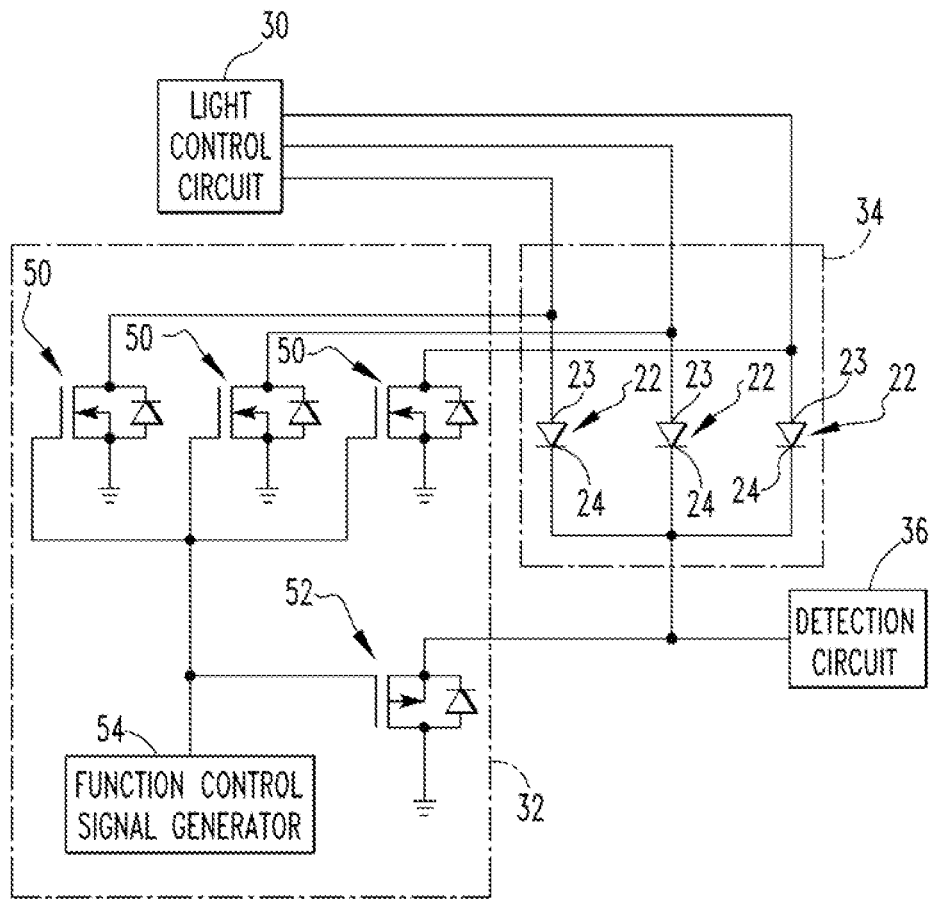 30
LIGHT
CONTROL
CIRCUIT
34
50
50
50
23
22
23
22
23
22
24
24
24
36
52
DETECTION
CIRCUIT
54
FUNCTION CONTROL
SIGNAL GENERATOR
32